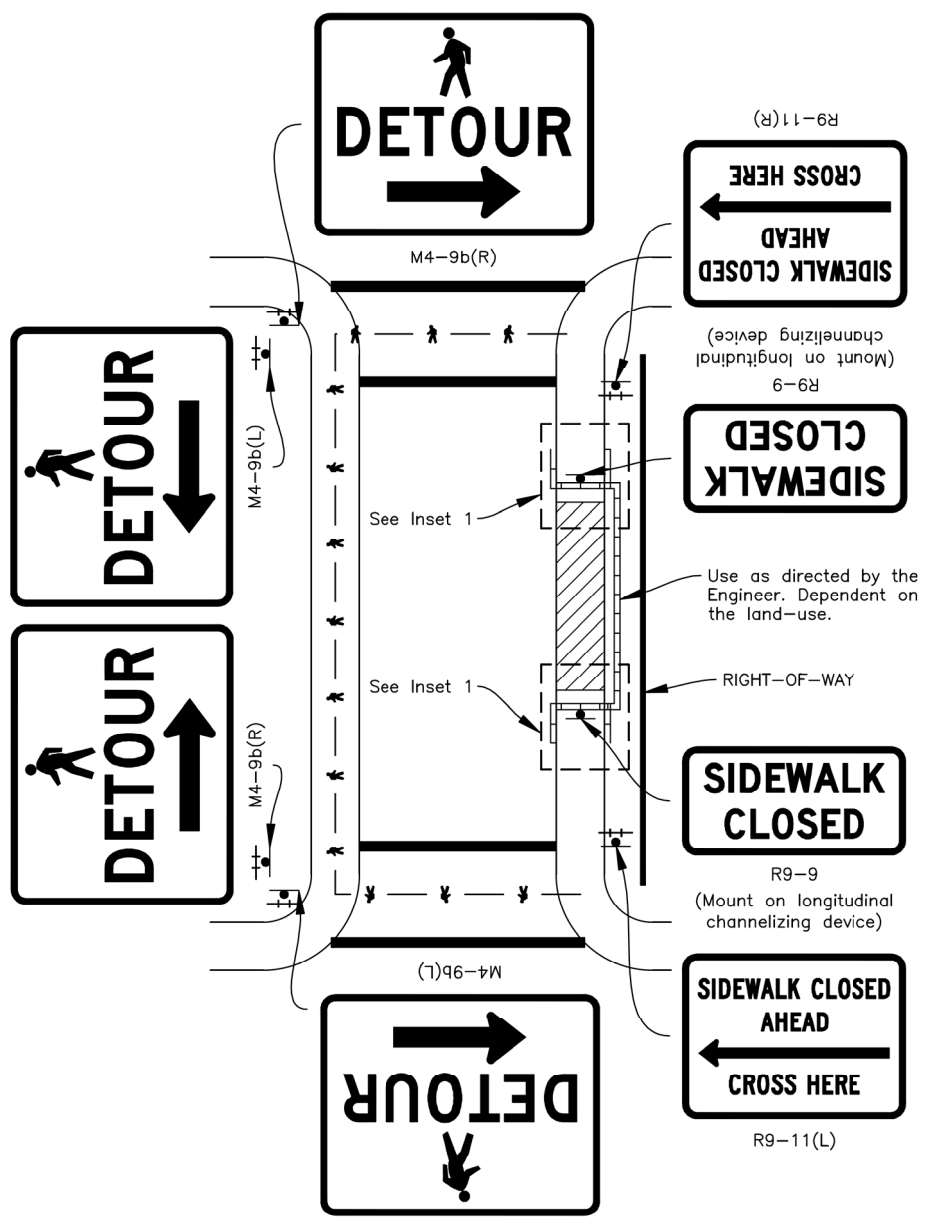 DETOUR
M4-9b(R)
R9-11(R)
SIDEWALK CLOSED
AHEAD
CROSS HERE
DETOUR
M4-9b(L)
R9-9
(Mount on longitudinal
channelizing device)
SIDEWALK
CLOSED
See Inset 1
Use as directed by the
Engineer. Dependent on
the land-use.
DETOUR
M4-9b(R)
See Inset 1
RIGHT-OF-WAY
SIDEWALK
CLOSED
R9-9
(Mount on longitudinal
channelizing device)
M4-9b(L)
DETOUR
SIDEWALK CLOSED
AHEAD
CROSS HERE
R9-11(L)